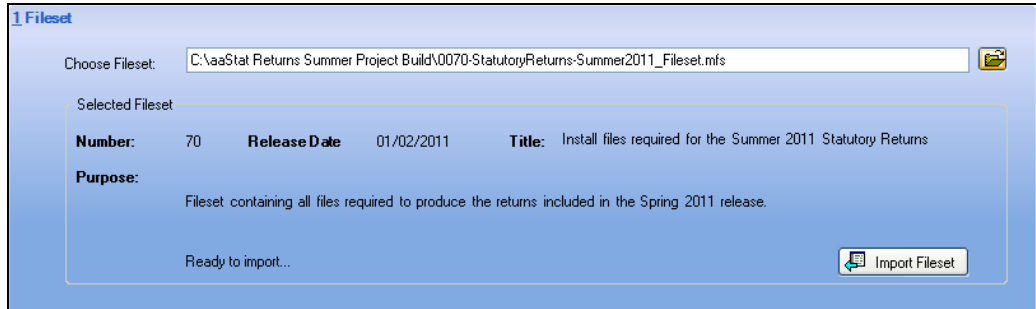 1 Fileset
Choose Fileset: C:\aaStat Returns Summer Project Build\0070-StatutoryReturns-Summer2011_Fileset.mfs
Selected Fileset
Number: 70 Release Date 01/02/2011 Title: Install files required for the Summer 2011 Statutory Returns
Purpose:
Fileset containing all files required to produce the returns included in the Spring 2011 release.
Ready to import... Import Fileset